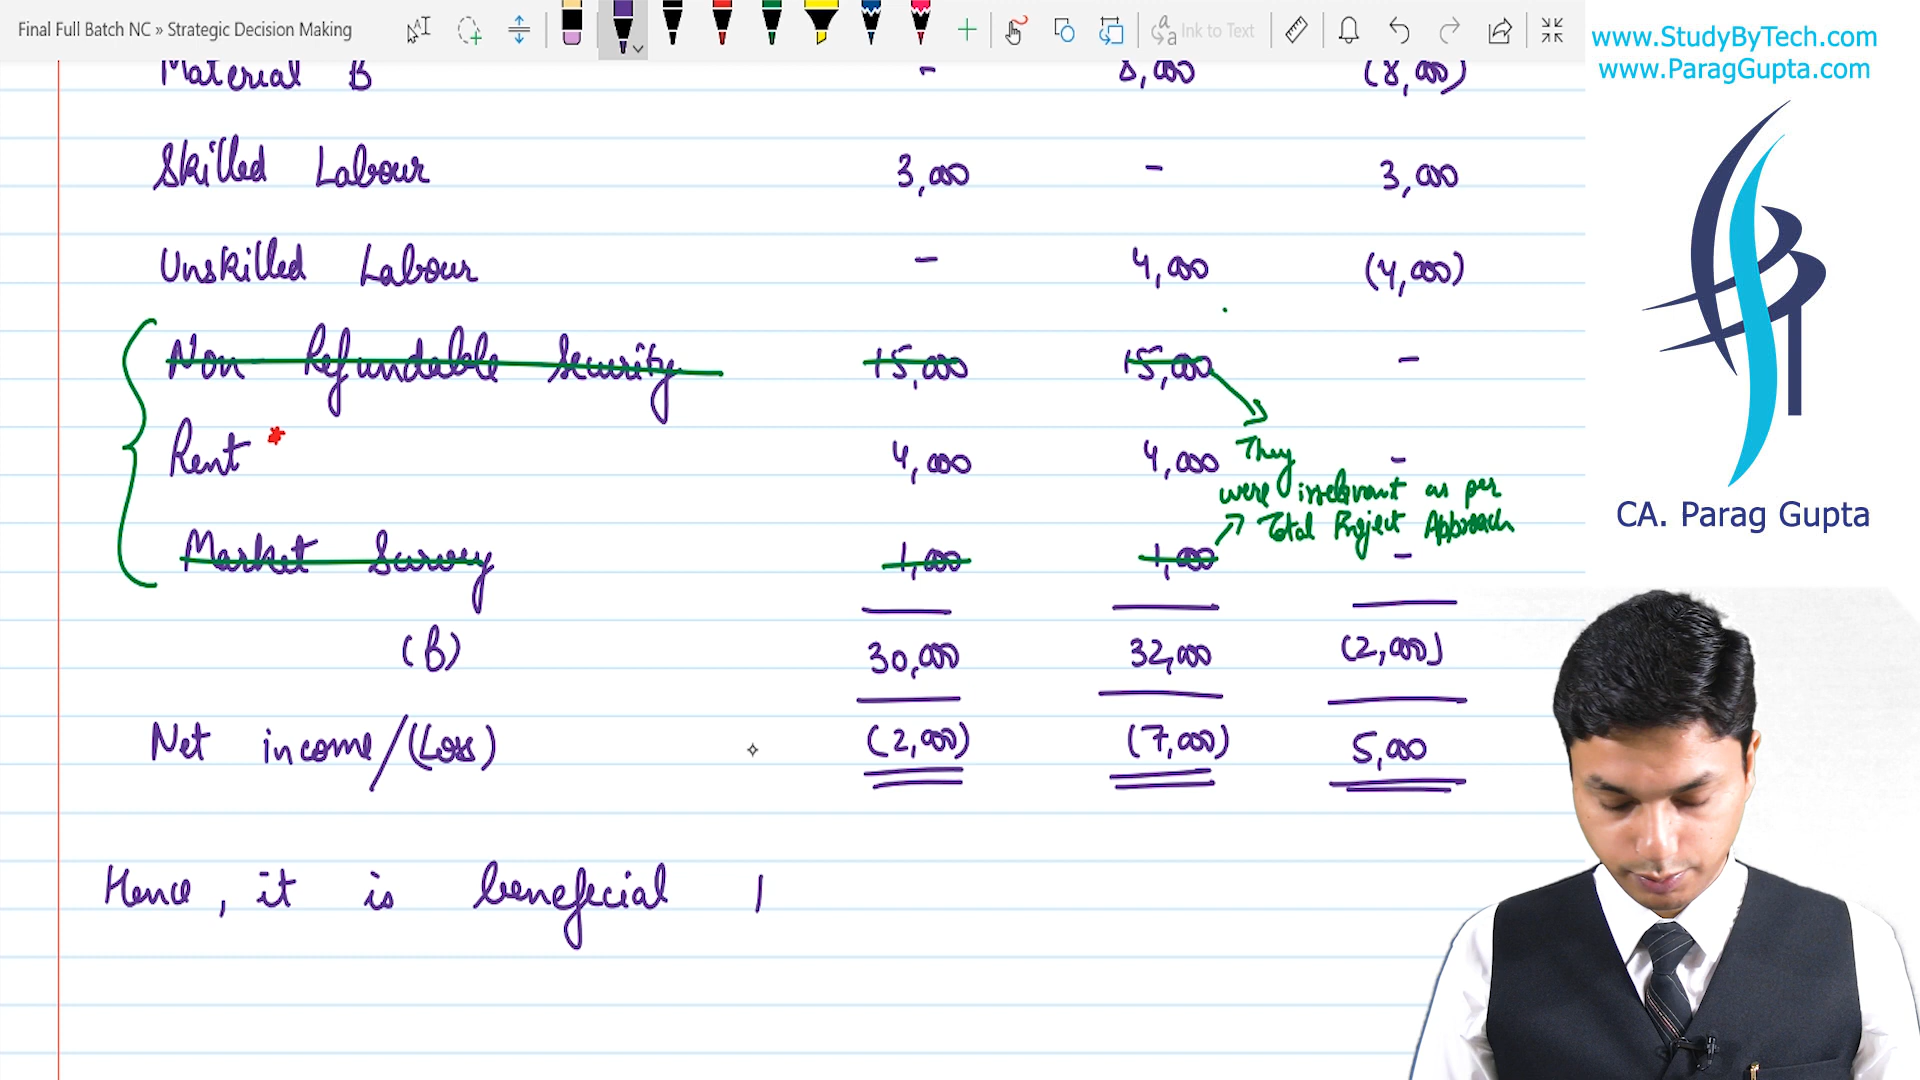 Final Full Batch NC » Strategic Decision Making
Ink to Text
www.StudyByTech.com
www.ParagGupta.com
Material B - 8,000 (8,000)
Skilled Labour 3,000 - 3,000
Unskilled Labour - 4,000 (4,000)
Non Refundable Security 15,000 15,000 -
Rent * 4,000 4,000 -
They
were irrelevant as per
Total Project Approach
Market Survey 1,000 1,000 -
(B) 30,000 32,000 (2,000)
Net income/(Loss) (2,000) (7,000) 5,000
Hence, it is benefecial
CA. Parag Gupta